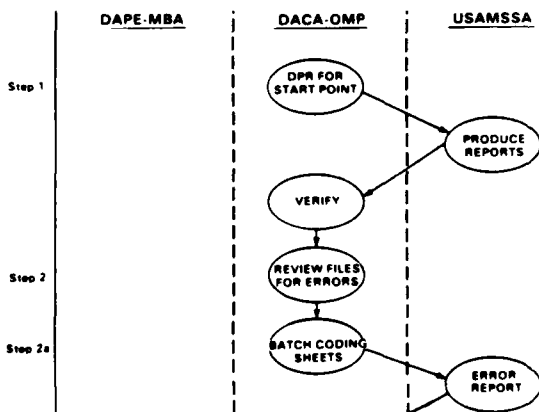 DAPE-MBA DACA-OMP USAMSSA
Step 1
DPR FOR
START POINT
PRODUCE
REPORTS
VERIFY
Step 2
REVIEW FILES
FOR ERRORS
Step 2a
BATCH CODING
SHEETS
ERROR
REPORT